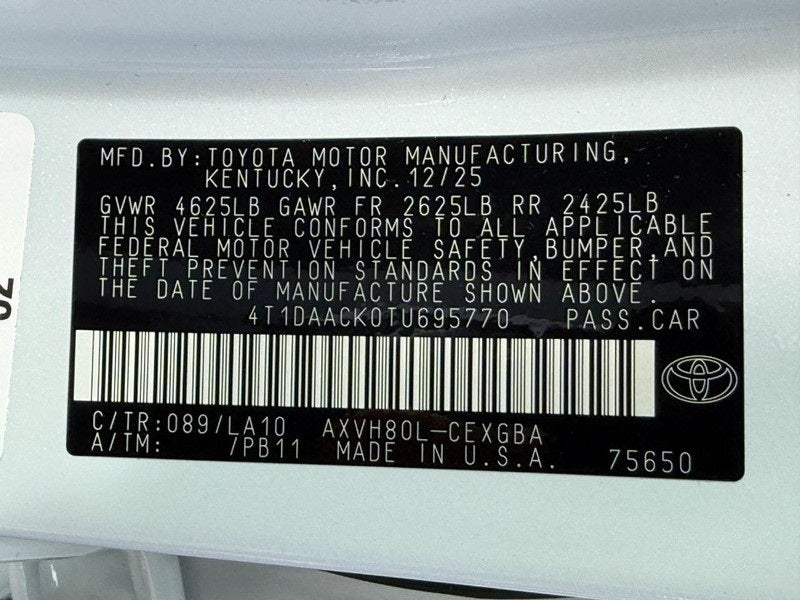 MFD.BY:TOYOTA MOTOR MANUFACTURING,
KENTUCKY,INC.12/25
GVWR 4625LB GAWR FR 2625LB RR 2425LB
THIS VEHICLE CONFORMS TO ALL APPLICABLE
FEDERAL MOTOR VEHICLE SAFETY,BUMPER,AND
THEFT PREVENTION STANDARDS IN EFFECT ON
THE DATE OF MANUFACTURE SHOWN ABOVE.
4T1DAACK0TU695770 PASS.CAR
C/TR:089/LA10 AXVH80L-CEXGBA
A/TM: /PB11 MADE IN U.S.A. 75650